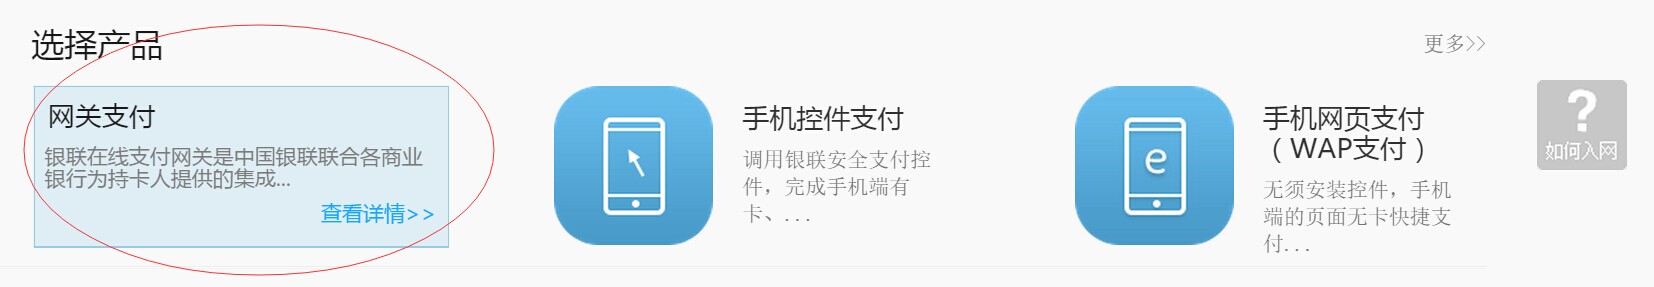 选择产品
更多>>
网关支付
银联在线支付网关是中国银联联合各商业
银行为持卡人提供的集成...
查看详情>>
手机控件支付
调用银联安全支付控
件，完成手机端有
卡、...
手机网页支付
（WAP支付）
无须安装控件，手机
端的页面无卡快捷支
付...
?
如何入网